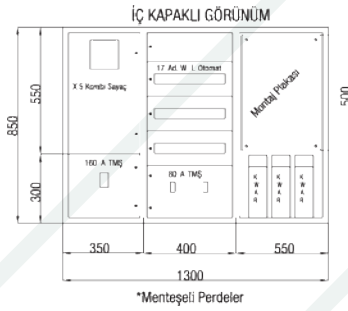 İÇ KAPAKLI GÖRÜNÜM
X 5 Kombi Sayaç
17 Ad. W İ. Otomat
Montaj Plakası
160 A TMŞ
80 A TMŞ
850
550
300
500
350
400
550
1300
*Menteşeli Perdeler